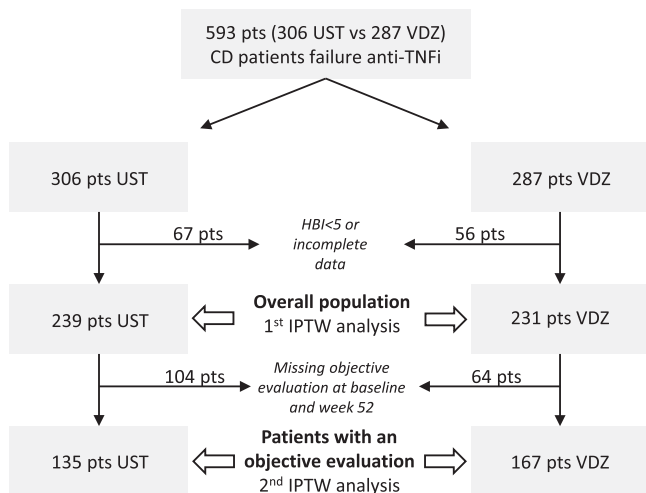 593 pts (306 UST vs 287 VDZ)
CD patients failure anti-TNFi
306 pts UST
287 pts VDZ
67 pts
HBI<5 or
incomplete
data
56 pts
239 pts UST
Overall population
1st IPTW analysis
231 pts VDZ
104 pts
Missing objective
evaluation at baseline
and week 52
64 pts
135 pts UST
Patients with an
objective evaluation
2nd IPTW analysis
167 pts VDZ